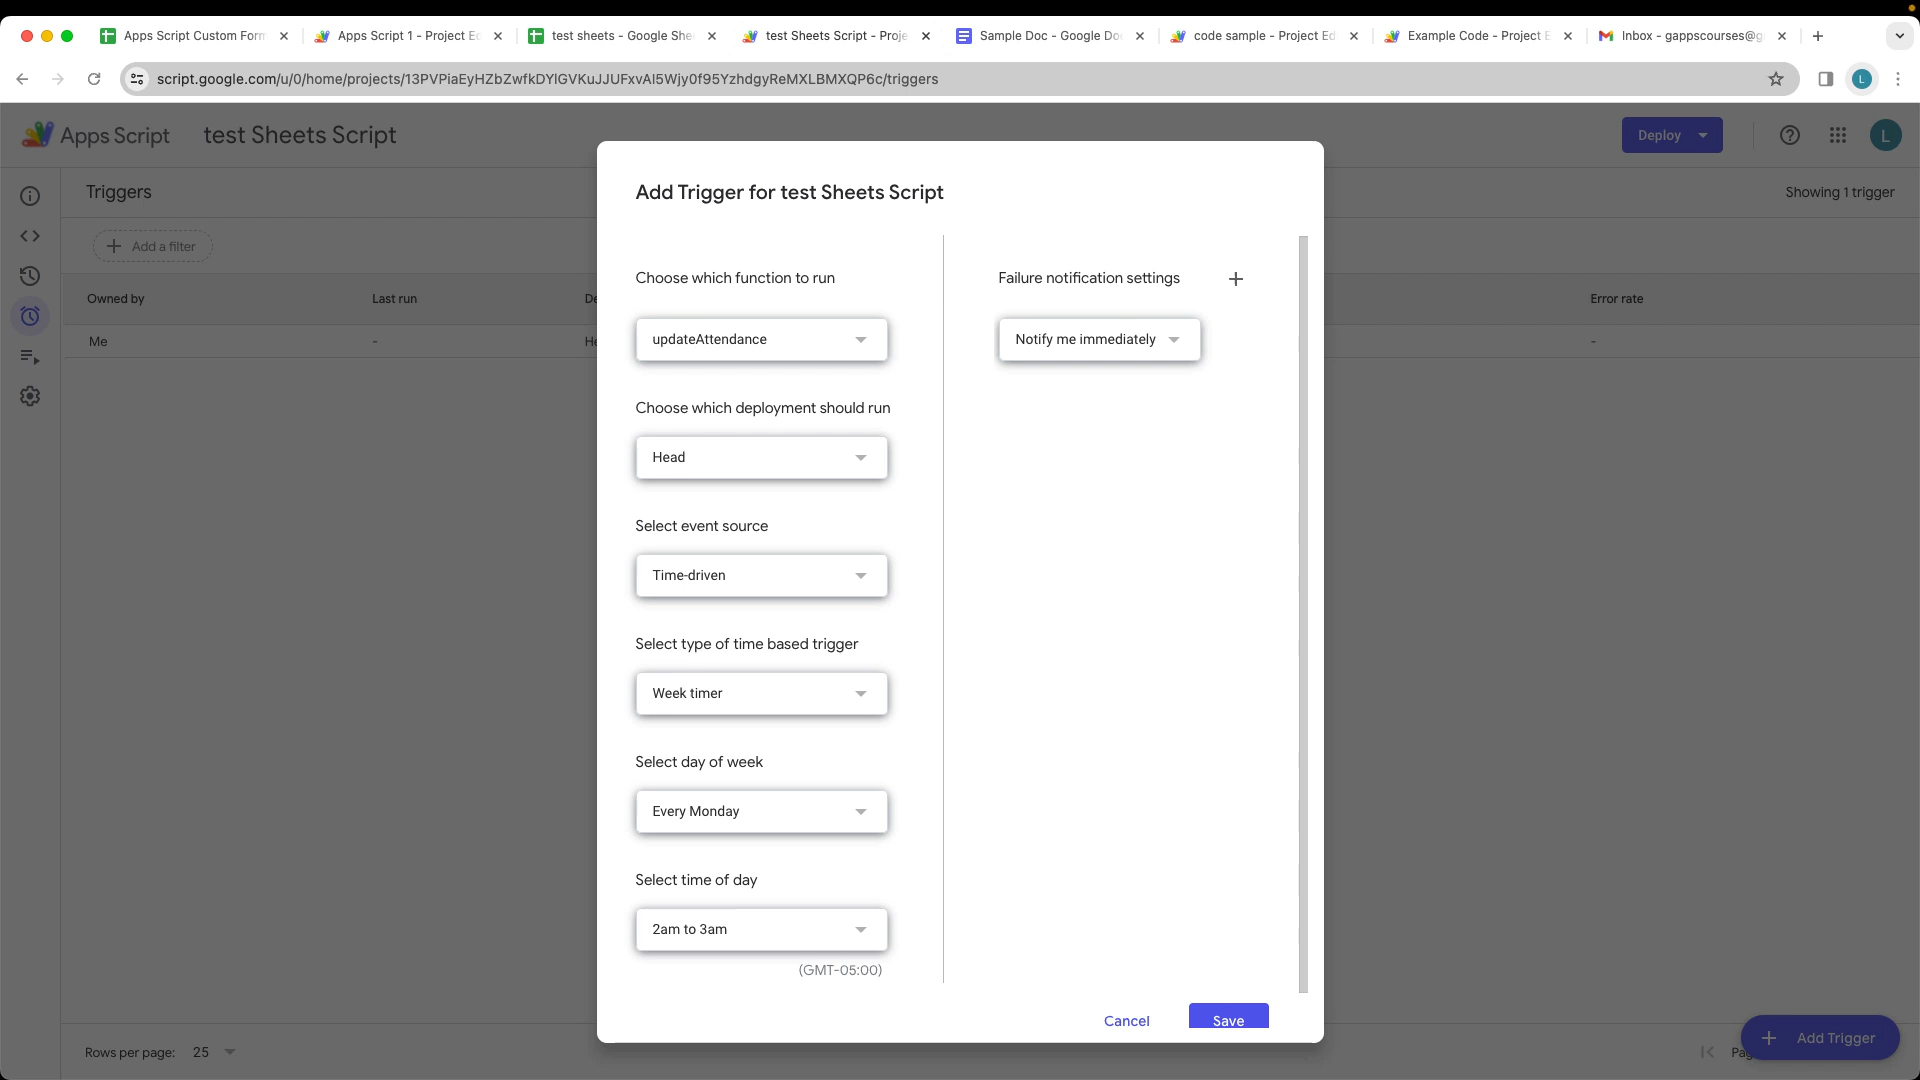 Apps Script Custom Form
Apps Script 1 - Project Ed
test sheets - Google She
test Sheets Script - Proje
Sample Doc - Google Do
code sample - Project Ed
Example Code - Project E
Inbox - gappscourses@g
script.google.com/u/0/home/projects/13PVPiaEyHZbZwfkDYlGVKuJJUFxvAl5Wjy0f95YzhdgyReMXLBMXQP6c/triggers
L
Apps Script
test Sheets Script
Deploy
L
Triggers
Showing 1 trigger
Add a filter
Owned by
Last run
De
Error rate
Me
-
He
-
Add Trigger for test Sheets Script
Choose which function to run
updateAttendance
Choose which deployment should run
Head
Select event source
Time-driven
Select type of time based trigger
Week timer
Select day of week
Every Monday
Select time of day
2am to 3am
(GMT-05:00)
Failure notification settings
Notify me immediately
Cancel
Save
Rows per page:
25
Pag
Add Trigger